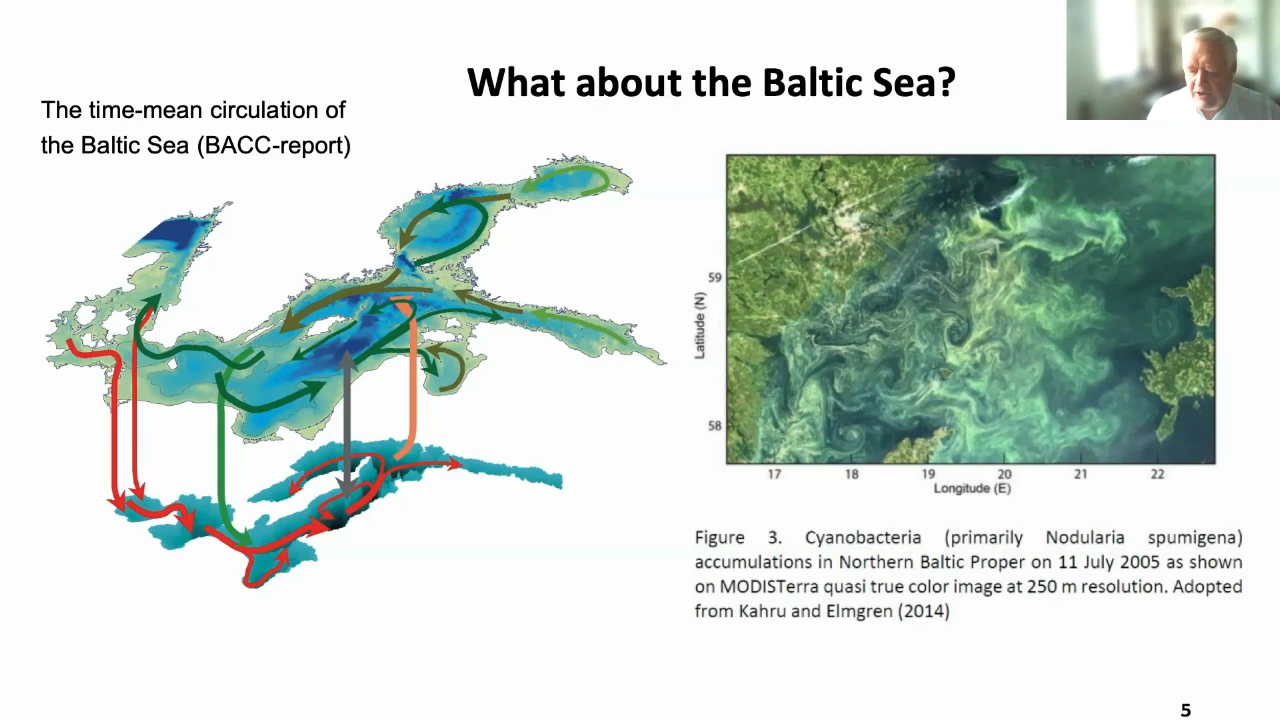 What about the Baltic Sea?
The time-mean circulation of
the Baltic Sea (BACC-report)
59
58
Latitude (N)
17 18 19 20 21 22
Longitude (E)
Figure 3. Cyanobacteria (primarily Nodularia spumigena)
accumulations in Northern Baltic Proper on 11 July 2005 as shown
on MODISTerra quasi true color image at 250 m resolution. Adopted
from Kahru and Elmgren (2014)
5